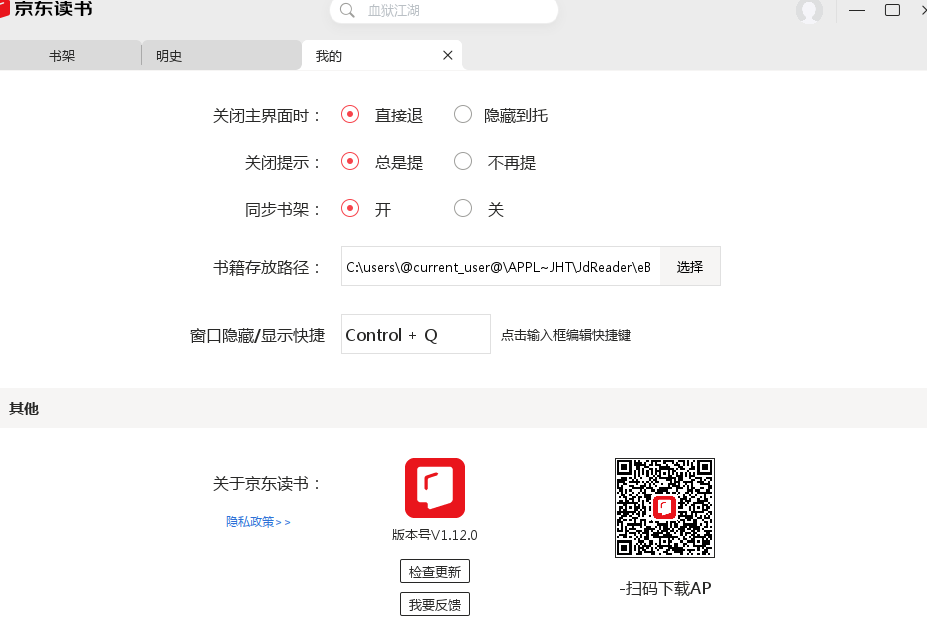 京东读书
血狱江湖
书架
明史
我的
关闭主界面时： 直接退 隐藏到托
关闭提示： 总是提 不再提
同步书架： 开 关
书籍存放路径： C:\users\@current_user@\APPL~JHT\JdReader\eB 选择
窗口隐藏/显示快捷 Control + Q 点击输入框编辑快捷键
其他
关于京东读书：
隐私政策>>
版本号V1.12.0
检查更新
我要反馈
-扫码下载AP